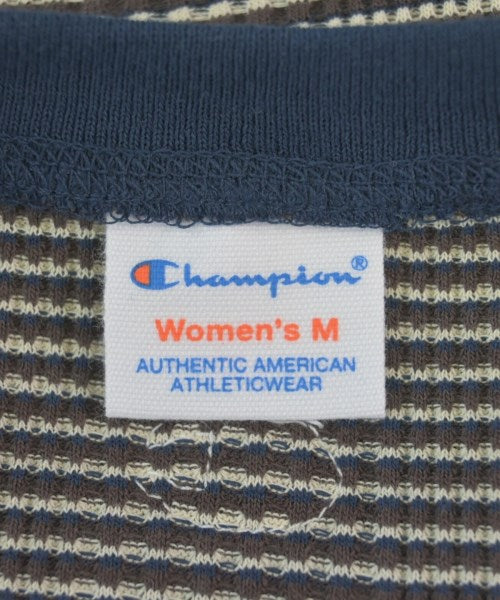 Champion®
Women's M
AUTHENTIC AMERICAN
ATHLETICWEAR